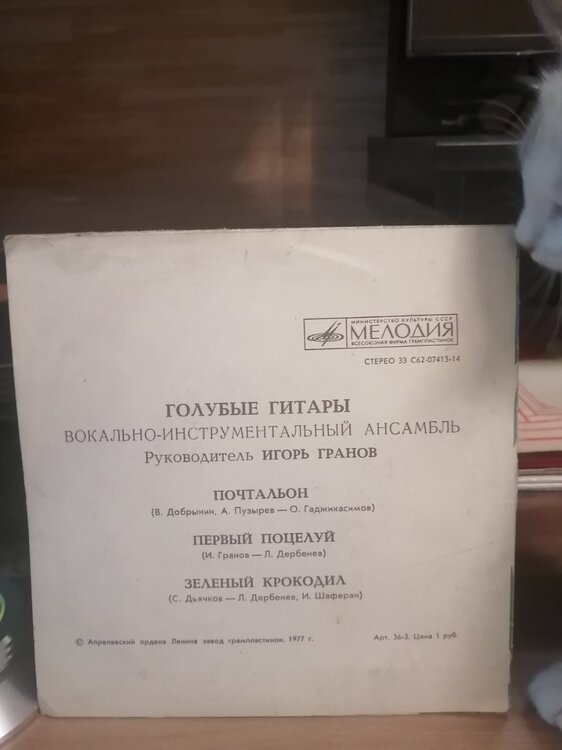 МИНИСТЕРСТВО КУЛЬТУРЫ СССР
МЕЛОДИЯ
ВСЕСОЮЗНАЯ ФИРМА ГРАМПЛАСТИНОК
СТЕРЕО 33 С62-07413-14
ГОЛУБЫЕ ГИТАРЫ
ВОКАЛЬНО-ИНСТРУМЕНТАЛЬНЫЙ АНСАМБЛЬ
Руководитель ИГОРЬ ГРАНОВ
ПОЧТАЛЬОН
(В. Добрынин, А. Пузырев — О. Гаджикасимов)
ПЕРВЫЙ ПОЦЕЛУЙ
(И. Гранов — Л. Дербенев)
ЗЕЛЕНЫЙ КРОКОДИЛ
(С. Дьячков — Л. Дербенев, И. Шаферан)
© Апрелевский ордена Ленина завод грампластинок, 1977 г. Арт. 36-3. Цена 1 руб.